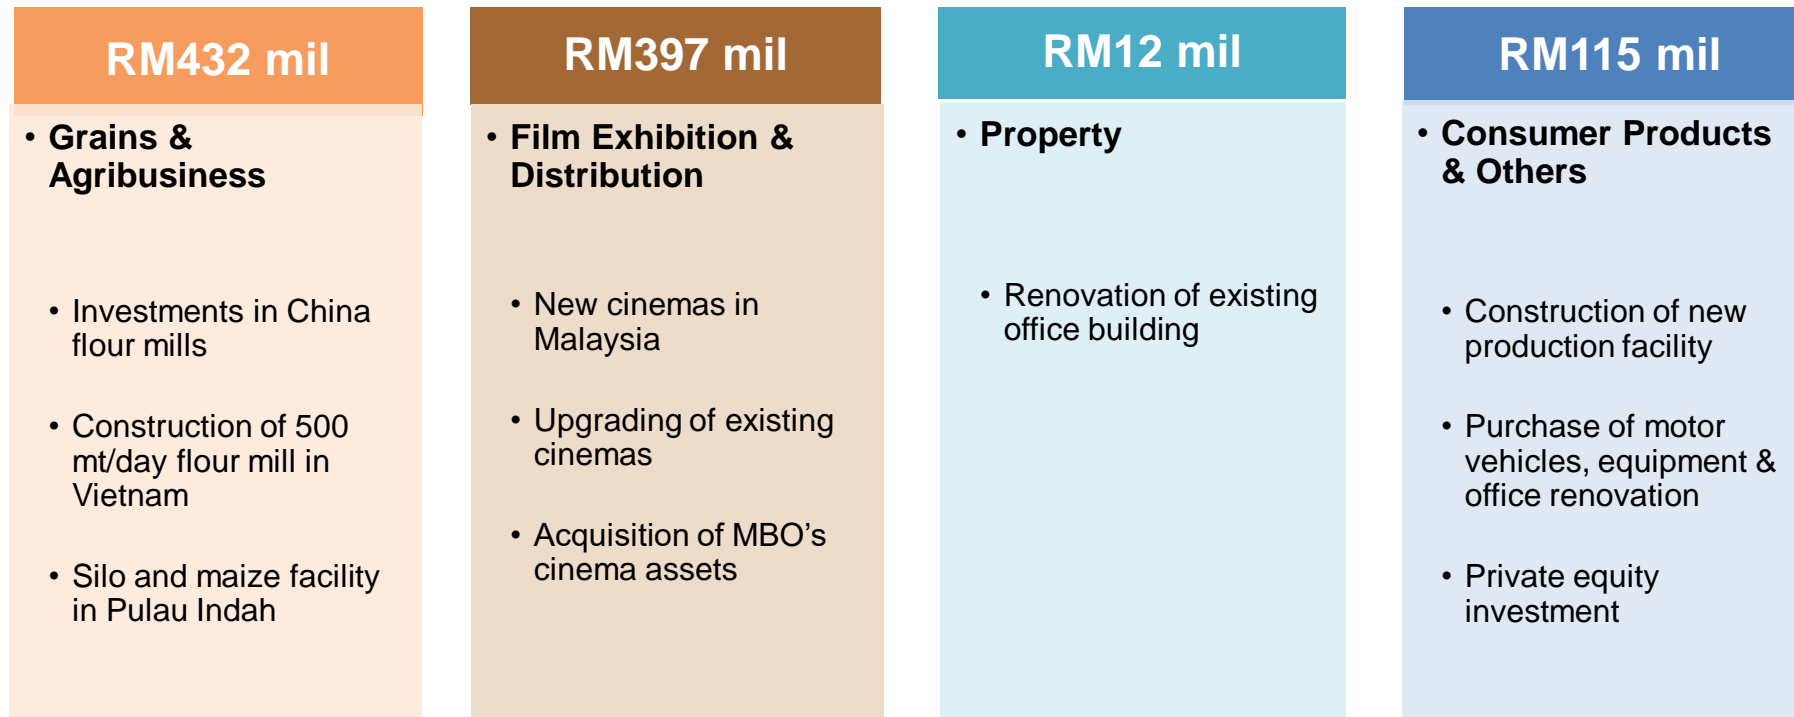 RM432 mil
• Grains &
Agribusiness
• Investments in China
flour mills
• Construction of 500
mt/day flour mill in
Vietnam
• Silo and maize facility
in Pulau Indah
RM397 mil
• Film Exhibition &
Distribution
• New cinemas in
Malaysia
• Upgrading of existing
cinemas
• Acquisition of MBO’s
cinema assets
RM12 mil
• Property
• Renovation of existing
office building
RM115 mil
• Consumer Products
& Others
• Construction of new
production facility
• Purchase of motor
vehicles, equipment &
office renovation
• Private equity
investment